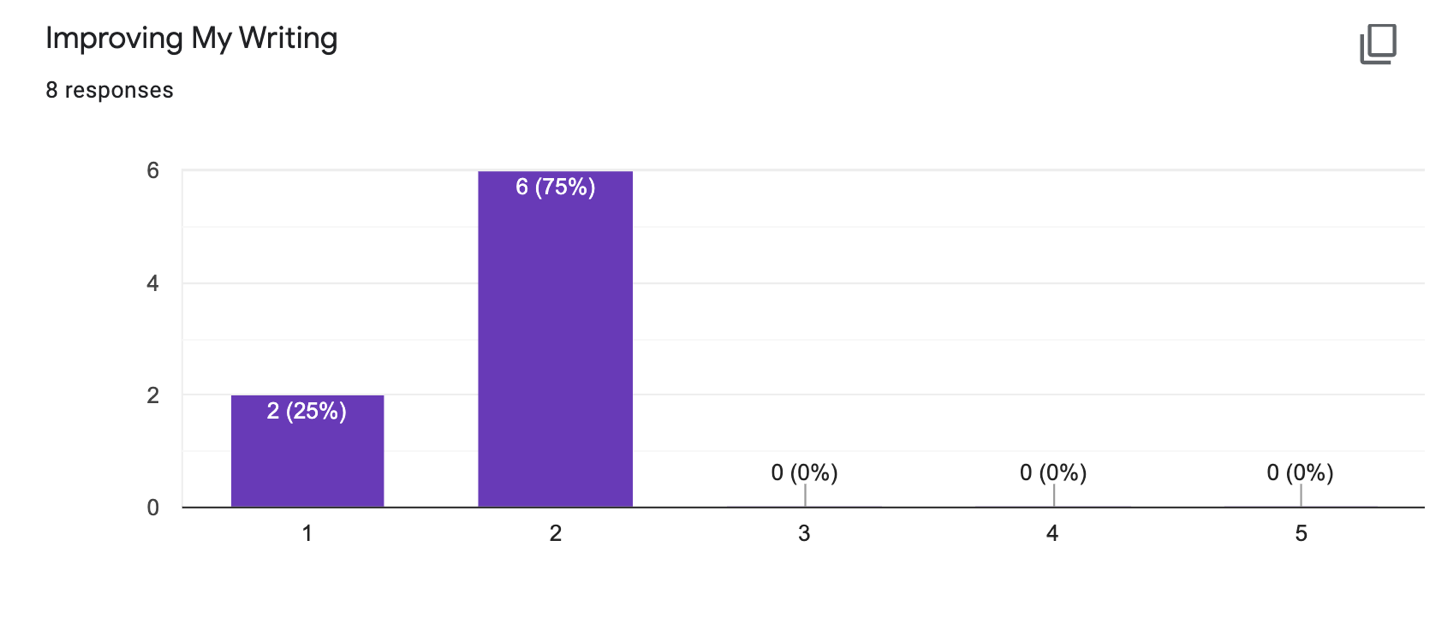 Improving My Writing
8 responses
6
6 (75%)
4
2
2 (25%)
0 (0%) 0 (0%) 0 (0%)
0
1 2 3 4 5